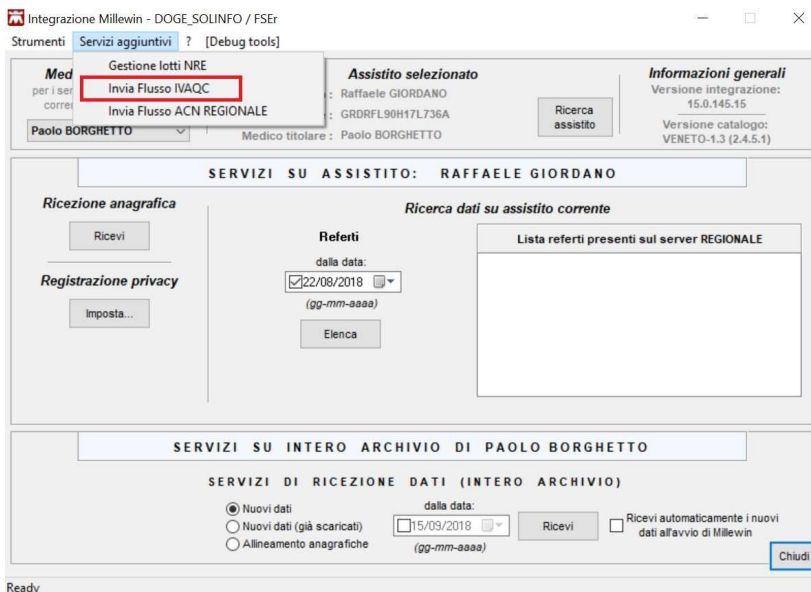 Integrazione Millewin - DOGE_SOLINFO / FSEr
Strumenti Servizi aggiuntivi ? [Debug tools]
Gestione lotti NRE
Invia Flusso IVAQC
Invia Flusso ACN REGIONALE
Med
per i ser
corre
Paolo BORGHETTO
Assistito selezionato
: Raffaele GIORDANO
: GRDRFL90H17L736A
Medico titolare : Paolo BORGHETTO
Ricerca
assistito
Informazioni generali
Versione integrazione:
15.0.145.15
Versione catalogo:
VENETO-1.3 (2.4.5.1)
SERVIZI SU ASSISTITO: RAFFAELE GIORDANO
Ricezione anagrafica
Ricevi
Registrazione privacy
Imposta...
Ricerca dati su assistito corrente
Referti
dalla data:
22/08/2018
(gg-mm-aaaa)
Elenca
Lista referti presenti sul server REGIONALE
SERVIZI SU INTERO ARCHIVIO DI PAOLO BORGHETTO
SERVIZI DI RICEZIONE DATI (INTERO ARCHIVIO)
Nuovi dati
Nuovi dati (già scaricati)
Allineamento anagrafiche
dalla data:
15/09/2018
(gg-mm-aaaa)
Ricevi
Ricevi automaticamente i nuovi
dati all'avvio di Millewin
Chiudi
Ready